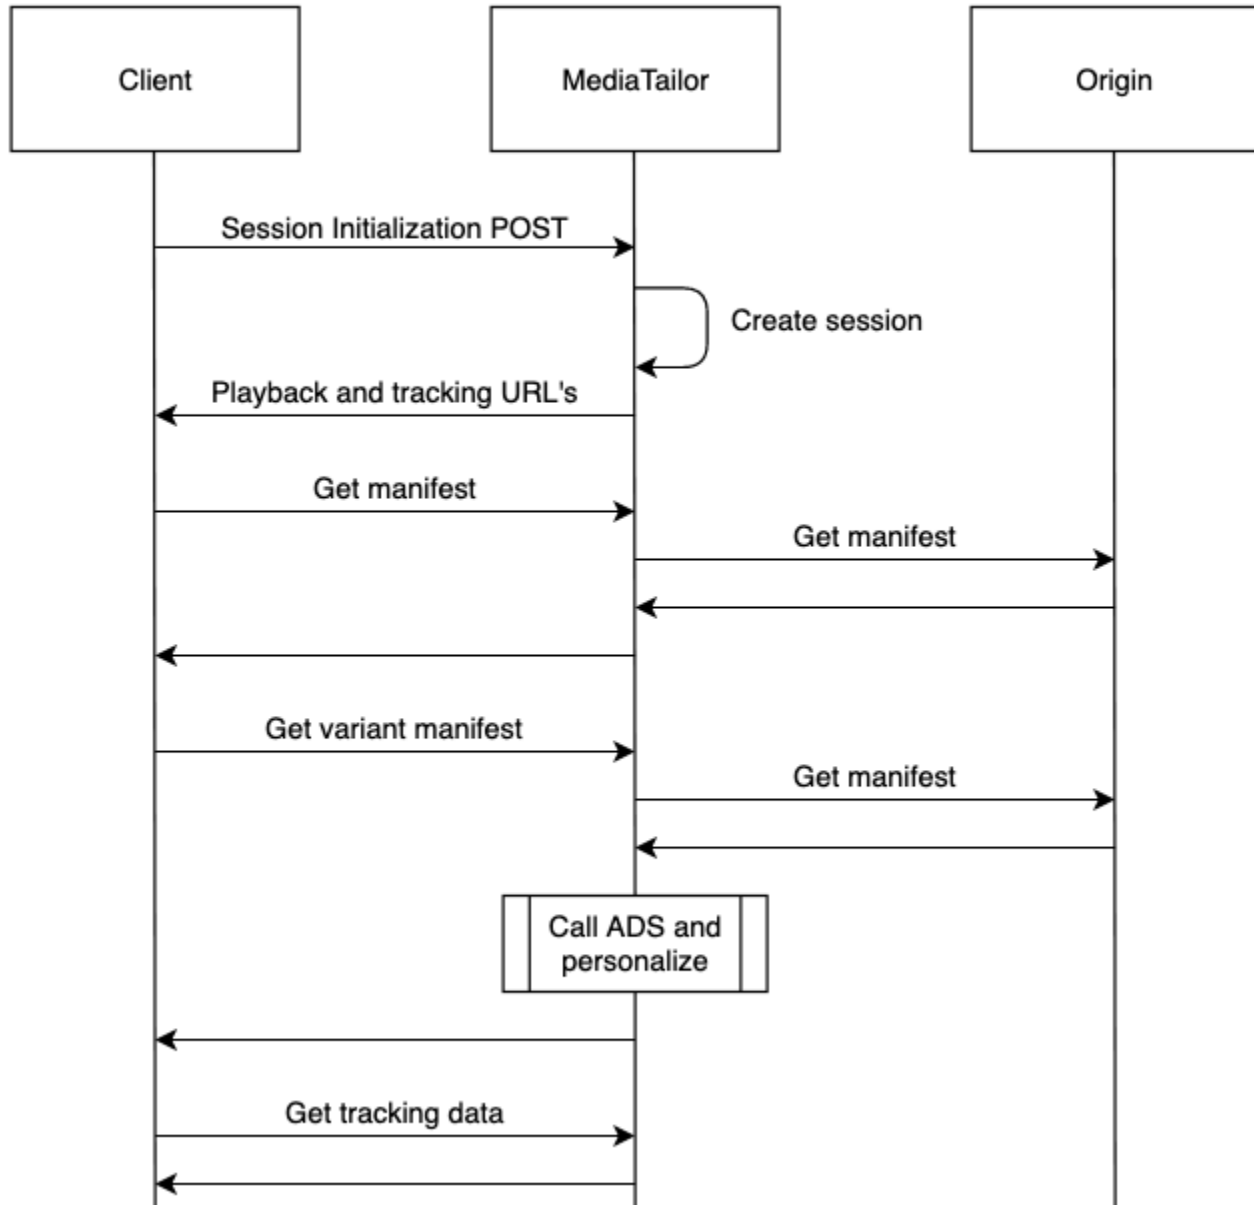 Client
MediaTailor
Origin
Session Initialization POST
Create session
Playback and tracking URL's
Get manifest
Get manifest
Get variant manifest
Get manifest
Call ADS and
personalize
Get tracking data